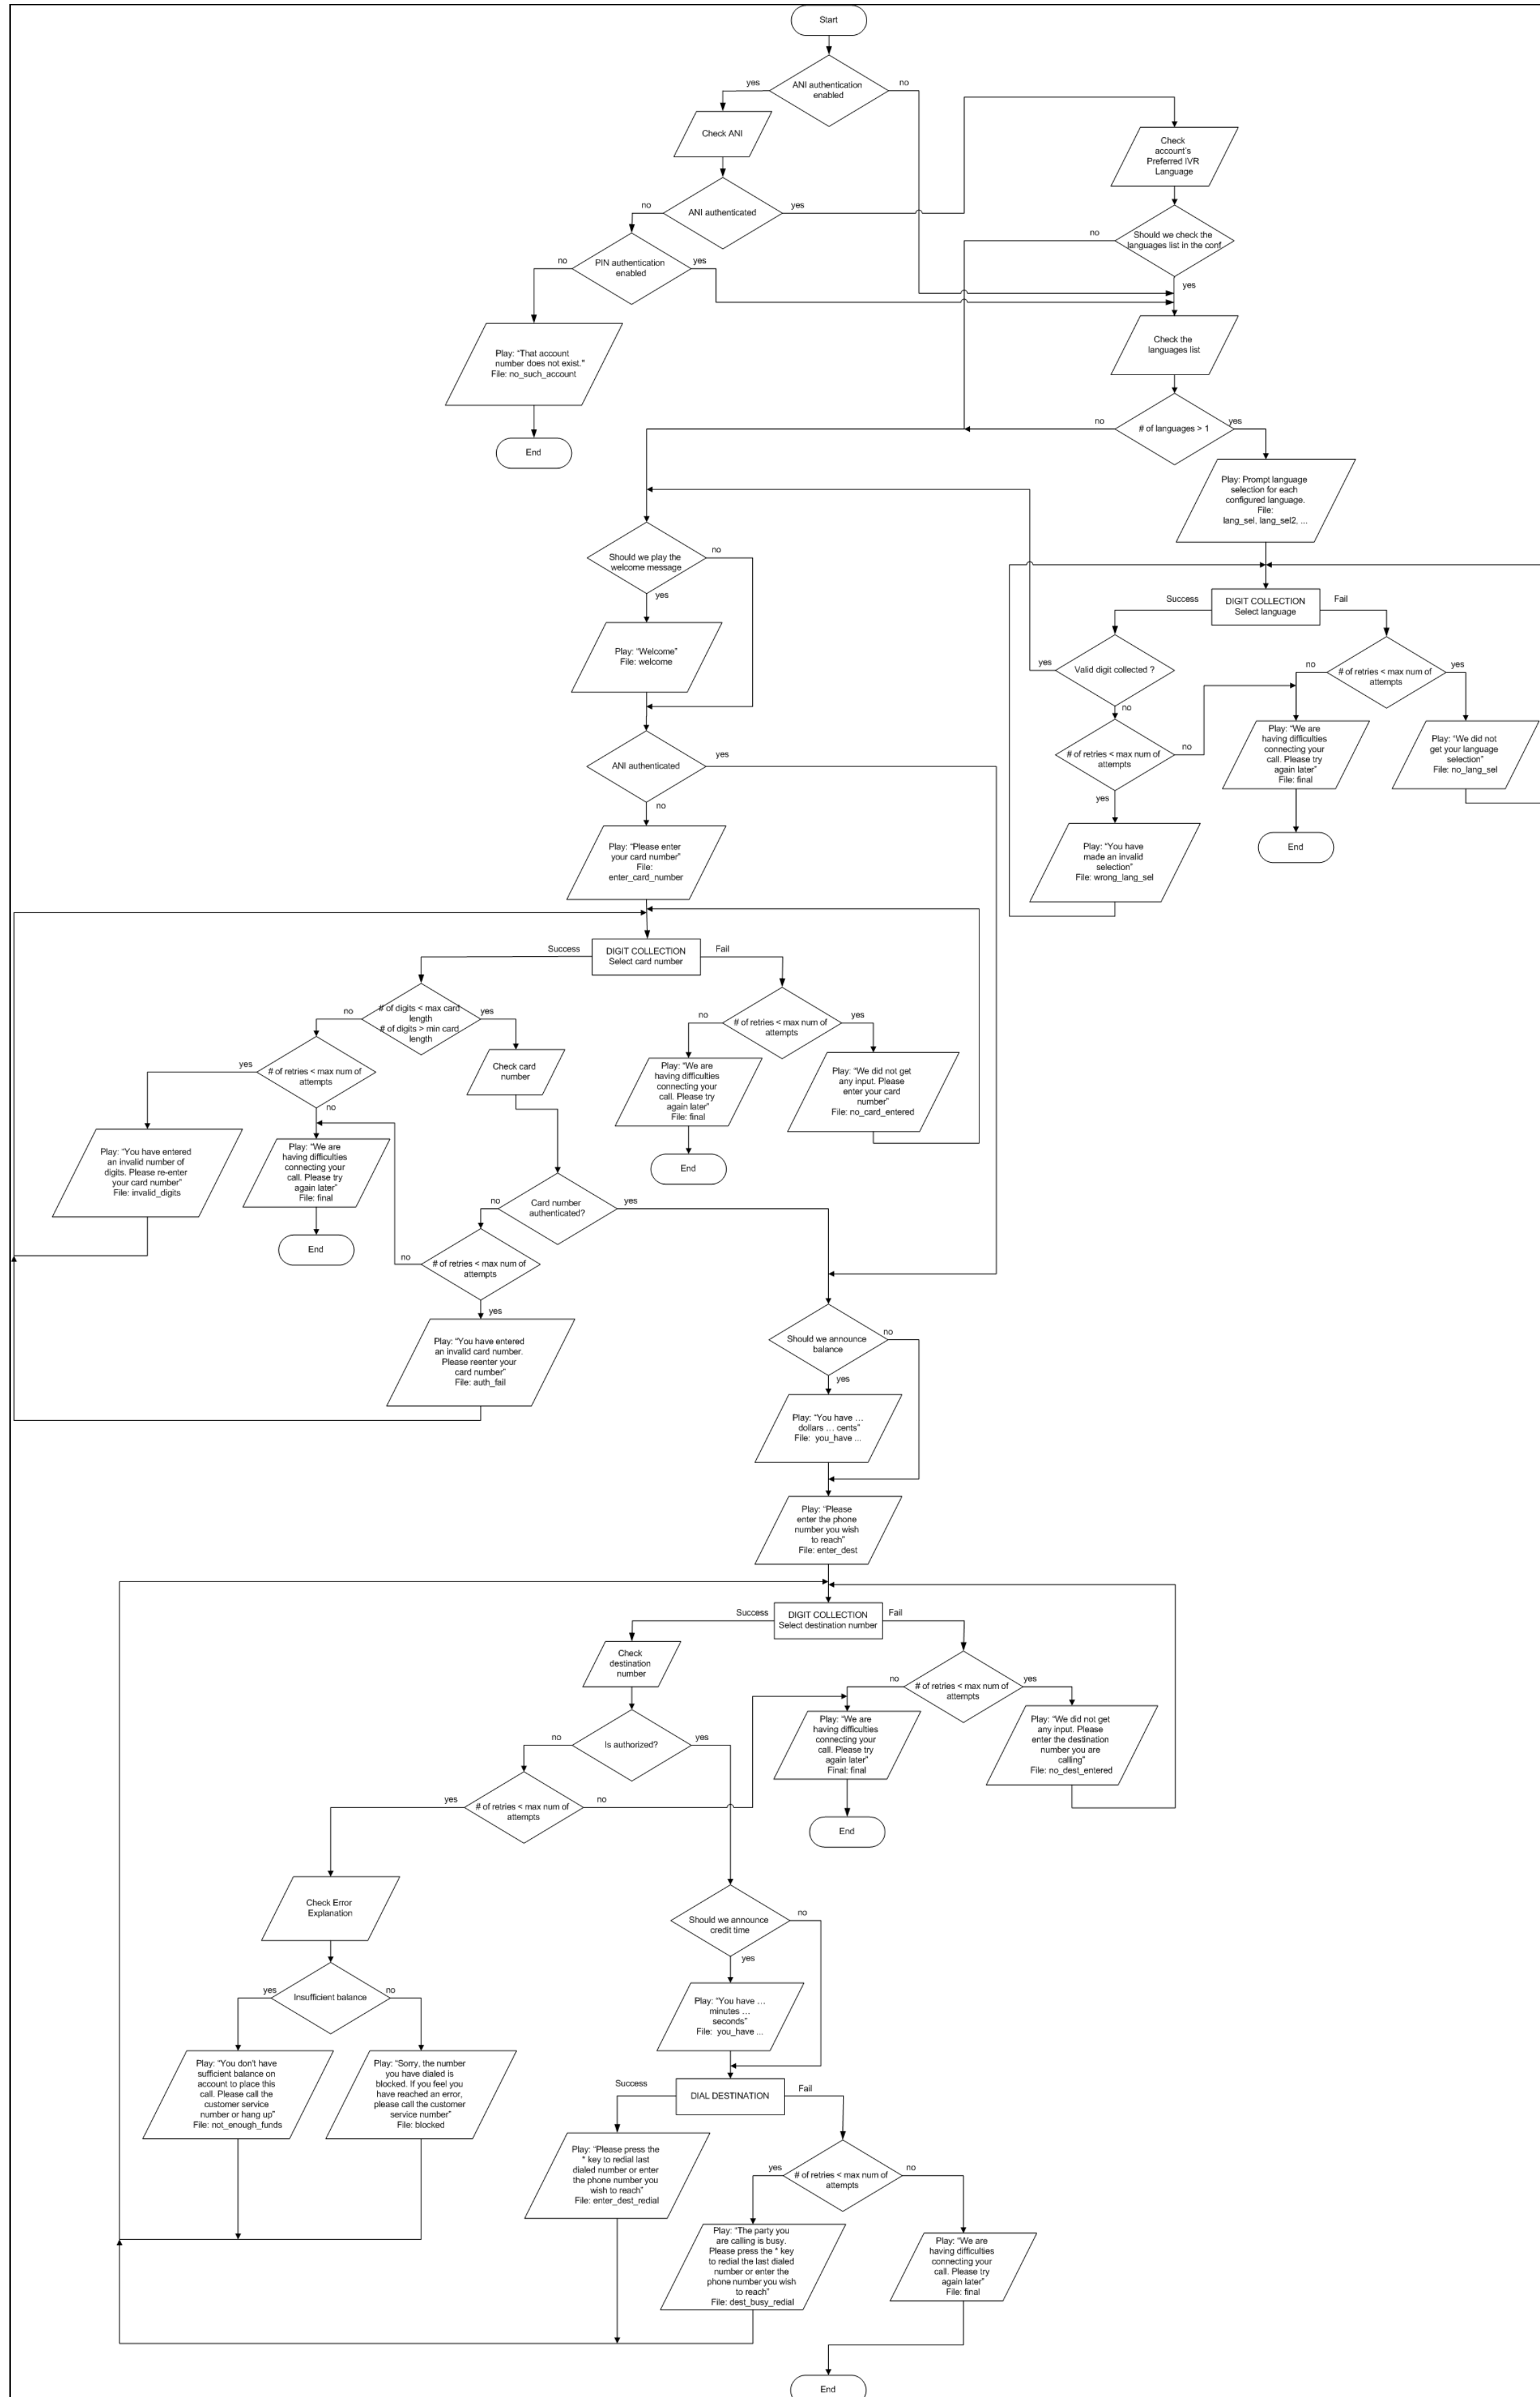 Start
ANI authentication
enabled
yes
no
Check ANI
Check
account's
Preferred IVR
Language
ANI authenticated
no
yes
Should we check the
languages list in the conf
no
yes
PIN authentication
enabled
no
yes
Play: "That account
number does not exist."
File: no_such_account
End
Check the
languages list
# of languages > 1
no
yes
Play: Prompt language
selection for each
configured language.
File:
lang_sel, lang_sel2, ...
Should we play the
welcome message
no
yes
Play: "Welcome"
File: welcome
Success
DIGIT COLLECTION
Select language
Fail
yes
Valid digit collected ?
no
# of retries < max num of
attempts
no
yes
# of retries < max num of
attempts
no
yes
Play: "We are
having difficulties
connecting your
call. Please try
again later"
File: final
Play: "We did not
get your language
selection"
File: no_lang_sel
End
Play: "You have
made an invalid
selection"
File: wrong_lang_sel
ANI authenticated
yes
no
Play: "Please enter
your card number"
File:
enter_card_number
Success
DIGIT COLLECTION
Select card number
Fail
no
# of digits < max card
length
# of digits > min card
length
yes
# of retries < max num of
attempts
no
yes
Check card
number
yes
# of retries < max num of
attempts
no
Play: "We are
having difficulties
connecting your
call. Please try
again later"
File: final
Play: "We did not get
any input. Please
enter your card
number"
File: no_card_entered
End
Play: "You have entered
an invalid number of
digits. Please re-enter
your card number"
File: invalid_digits
Play: "We are
having difficulties
connecting your
call. Please try
again later"
File: final
End
Card number
authenticated?
no
yes
# of retries < max num of
attempts
no
yes
Play: "You have entered
an invalid card number.
Please reenter your
card number"
File: auth_fail
Should we announce
balance
no
yes
Play: "You have ...
dollars ... cents"
File: you_have ...
Play: "Please
enter the phone
number you wish
to reach"
File: enter_dest
Success
DIGIT COLLECTION
Select destination number
Fail
Check
destination
number
no
# of retries < max num of
attempts
yes
Play: "We are
having difficulties
connecting your
call. Please try
again later"
Final: final
Play: "We did not get
any input. Please
enter the destination
number you are
calling"
File: no_dest_entered
End
no
Is authorized?
yes
yes
# of retries < max num of
attempts
no
Check Error
Explanation
Insufficient balance
yes
no
Play: "You don't have
sufficient balance on
account to place this
call. Please call the
customer service
number or hang up"
File: not_enough_funds
Play: "Sorry, the number
you have dialed is
blocked. If you feel you
have reached an error,
please call the customer
service number"
File: blocked
Should we announce
credit time
no
yes
Play: "You have ...
minutes ...
seconds"
File: you_have ...
Success
DIAL DESTINATION
Fail
Play: "Please press the
* key to redial last
dialed number or enter
the phone number you
wish to reach"
File: enter_dest_redial
yes
# of retries < max num of
attempts
no
Play: "The party you
are calling is busy.
Please press the * key
to redial the last dialed
number or enter the
phone number you wish
to reach"
File: dest_busy_redial
Play: "We are
having difficulties
connecting your
call. Please try
again later"
File: final
End